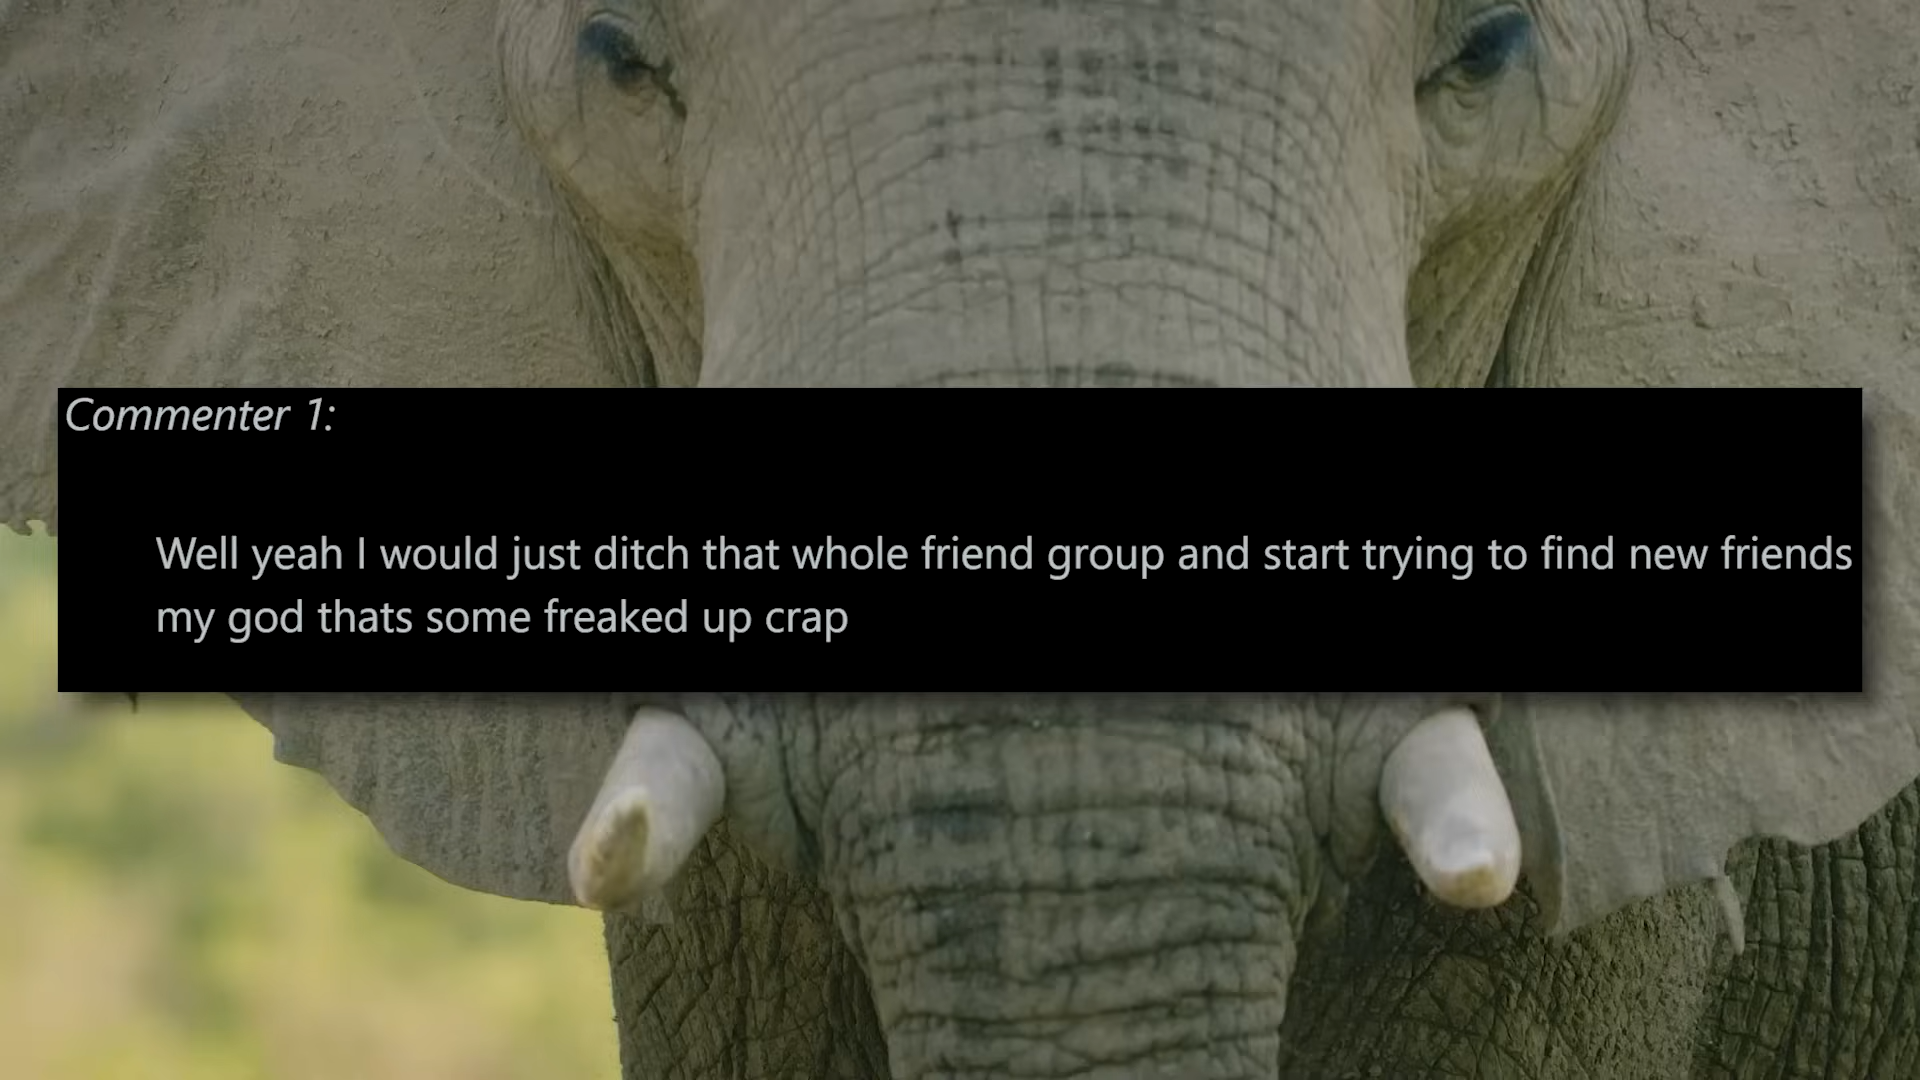 Commenter 1:
Well yeah I would just ditch that whole friend group and start trying to find new friends
my god thats some freaked up crap